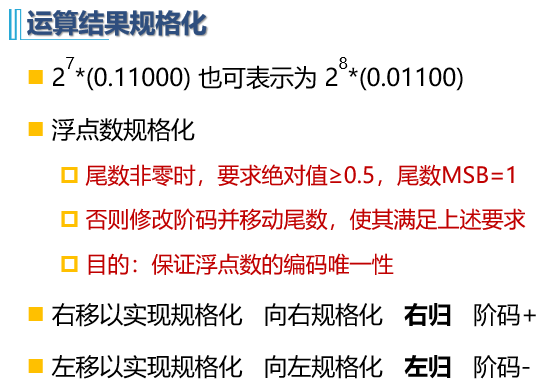 运算结果规格化
2^7*(0.11000) 也可表示为 2^8*(0.01100)
浮点数规格化
尾数非零时，要求绝对值≥0.5，尾数MSB=1
否则修改阶码并移动尾数，使其满足上述要求
目的：保证浮点数的编码唯一性
右移以实现规格化 向右规格化 右归 阶码+
左移以实现规格化 向左规格化 左归 阶码-